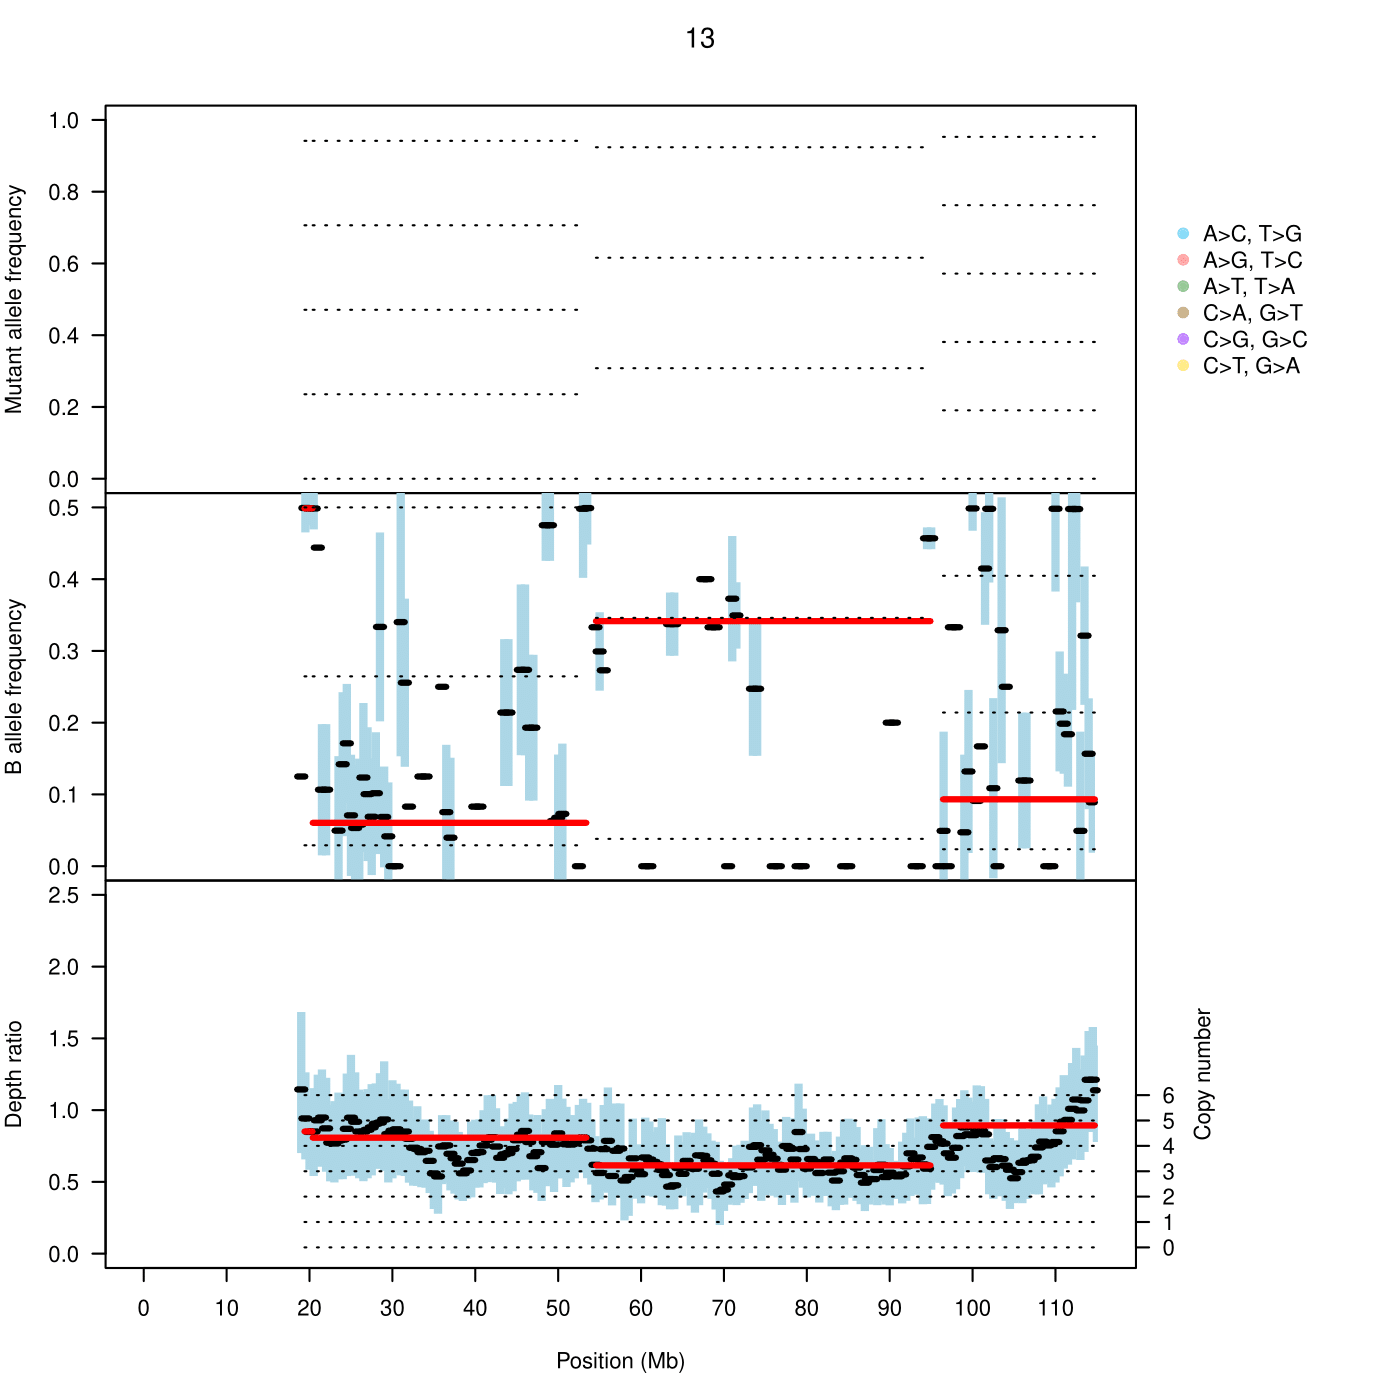 13
Mutant allele frequency
1.0
0.8
0.6
0.4
0.2
0.0
A>C, T>G
A>G, T>C
A>T, T>A
C>A, G>T
C>G, G>C
C>T, G>A
B allele frequency
0.5
0.4
0.3
0.2
0.1
0.0
Depth ratio
2.5
2.0
1.5
1.0
0.5
0.0
Copy number
6
5
4
3
2
1
0
0 10 20 30 40 50 60 70 80 90 100 110
Position (Mb)